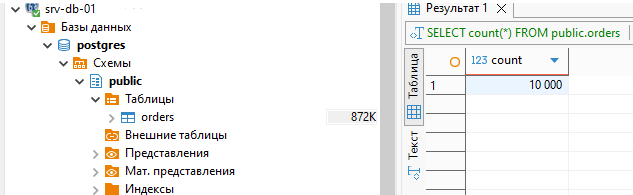 srv-db-01
Базы данных
postgres
Схемы
public
Таблицы
orders 872K
Внешние таблицы
Представления
Мат. представления
Индексы
Результат 1
SELECT count(*) FROM public.orders
Таблица
Текст
123 count
1 10 000